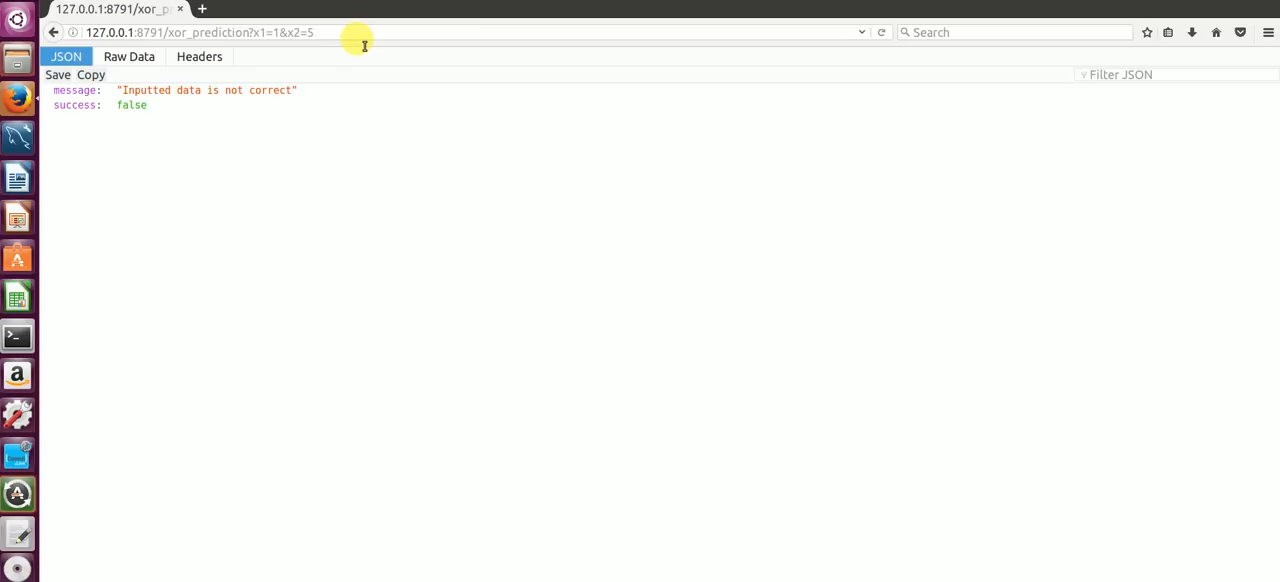 127.0.0.1:8791/xor_p
127.0.0.1:8791/xor_prediction?x1=1&x2=5
Search
JSON Raw Data Headers
Save Copy
Filter JSON
message: "Inputted data is not correct"
success: false